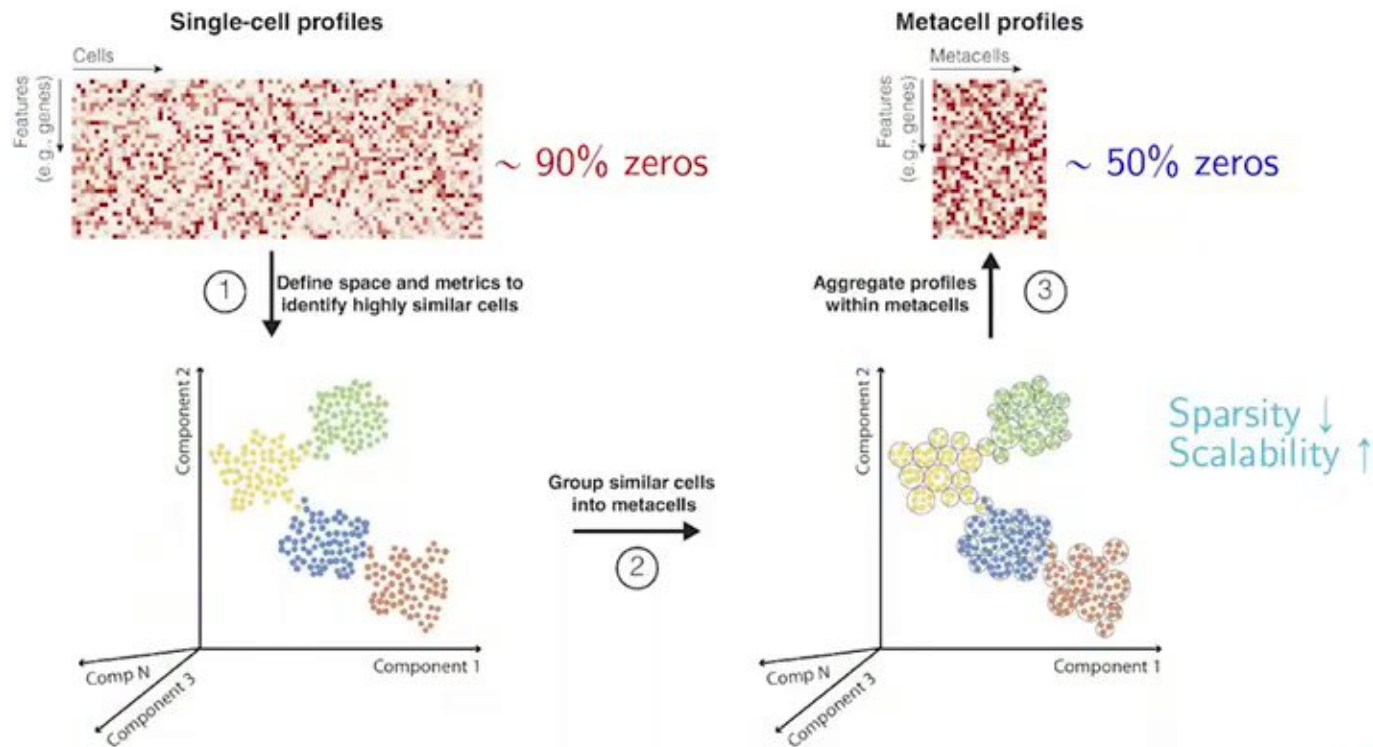 Single-cell profiles
Cells
Features
(e.g., genes)
~ 90% zeros
Metacell profiles
Metacells
Features
(e.g., genes)
~ 50% zeros
1
Define space and metrics to
identify highly similar cells
Aggregate profiles
within metacells
3
Component 2
Component 1
Comp N
Component 3
Group similar cells
into metacells
2
Component 2
Component 1
Comp N
Component 3
Sparsity ↓
Scalability ↑